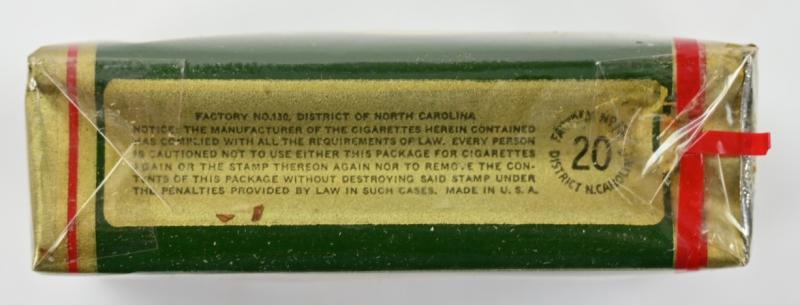 FACTORY NO.130, DISTRICT OF NORTH CAROLINA
NOTICE: THE MANUFACTURER OF THE CIGARETTES HEREIN CONTAINED
HAS COMPLIED WITH ALL THE REQUIREMENTS OF LAW. EVERY PERSON
IS CAUTIONED NOT TO USE EITHER THIS PACKAGE FOR CIGARETTES
AGAIN OR THE STAMP THEREON AGAIN NOR TO REMOVE THE CON-
TENTS OF THIS PACKAGE WITHOUT DESTROYING SAID STAMP UNDER
THE PENALTIES PROVIDED BY LAW IN SUCH CASES. MADE IN U.S.A.
20
DISTRICT N.CAROLINA